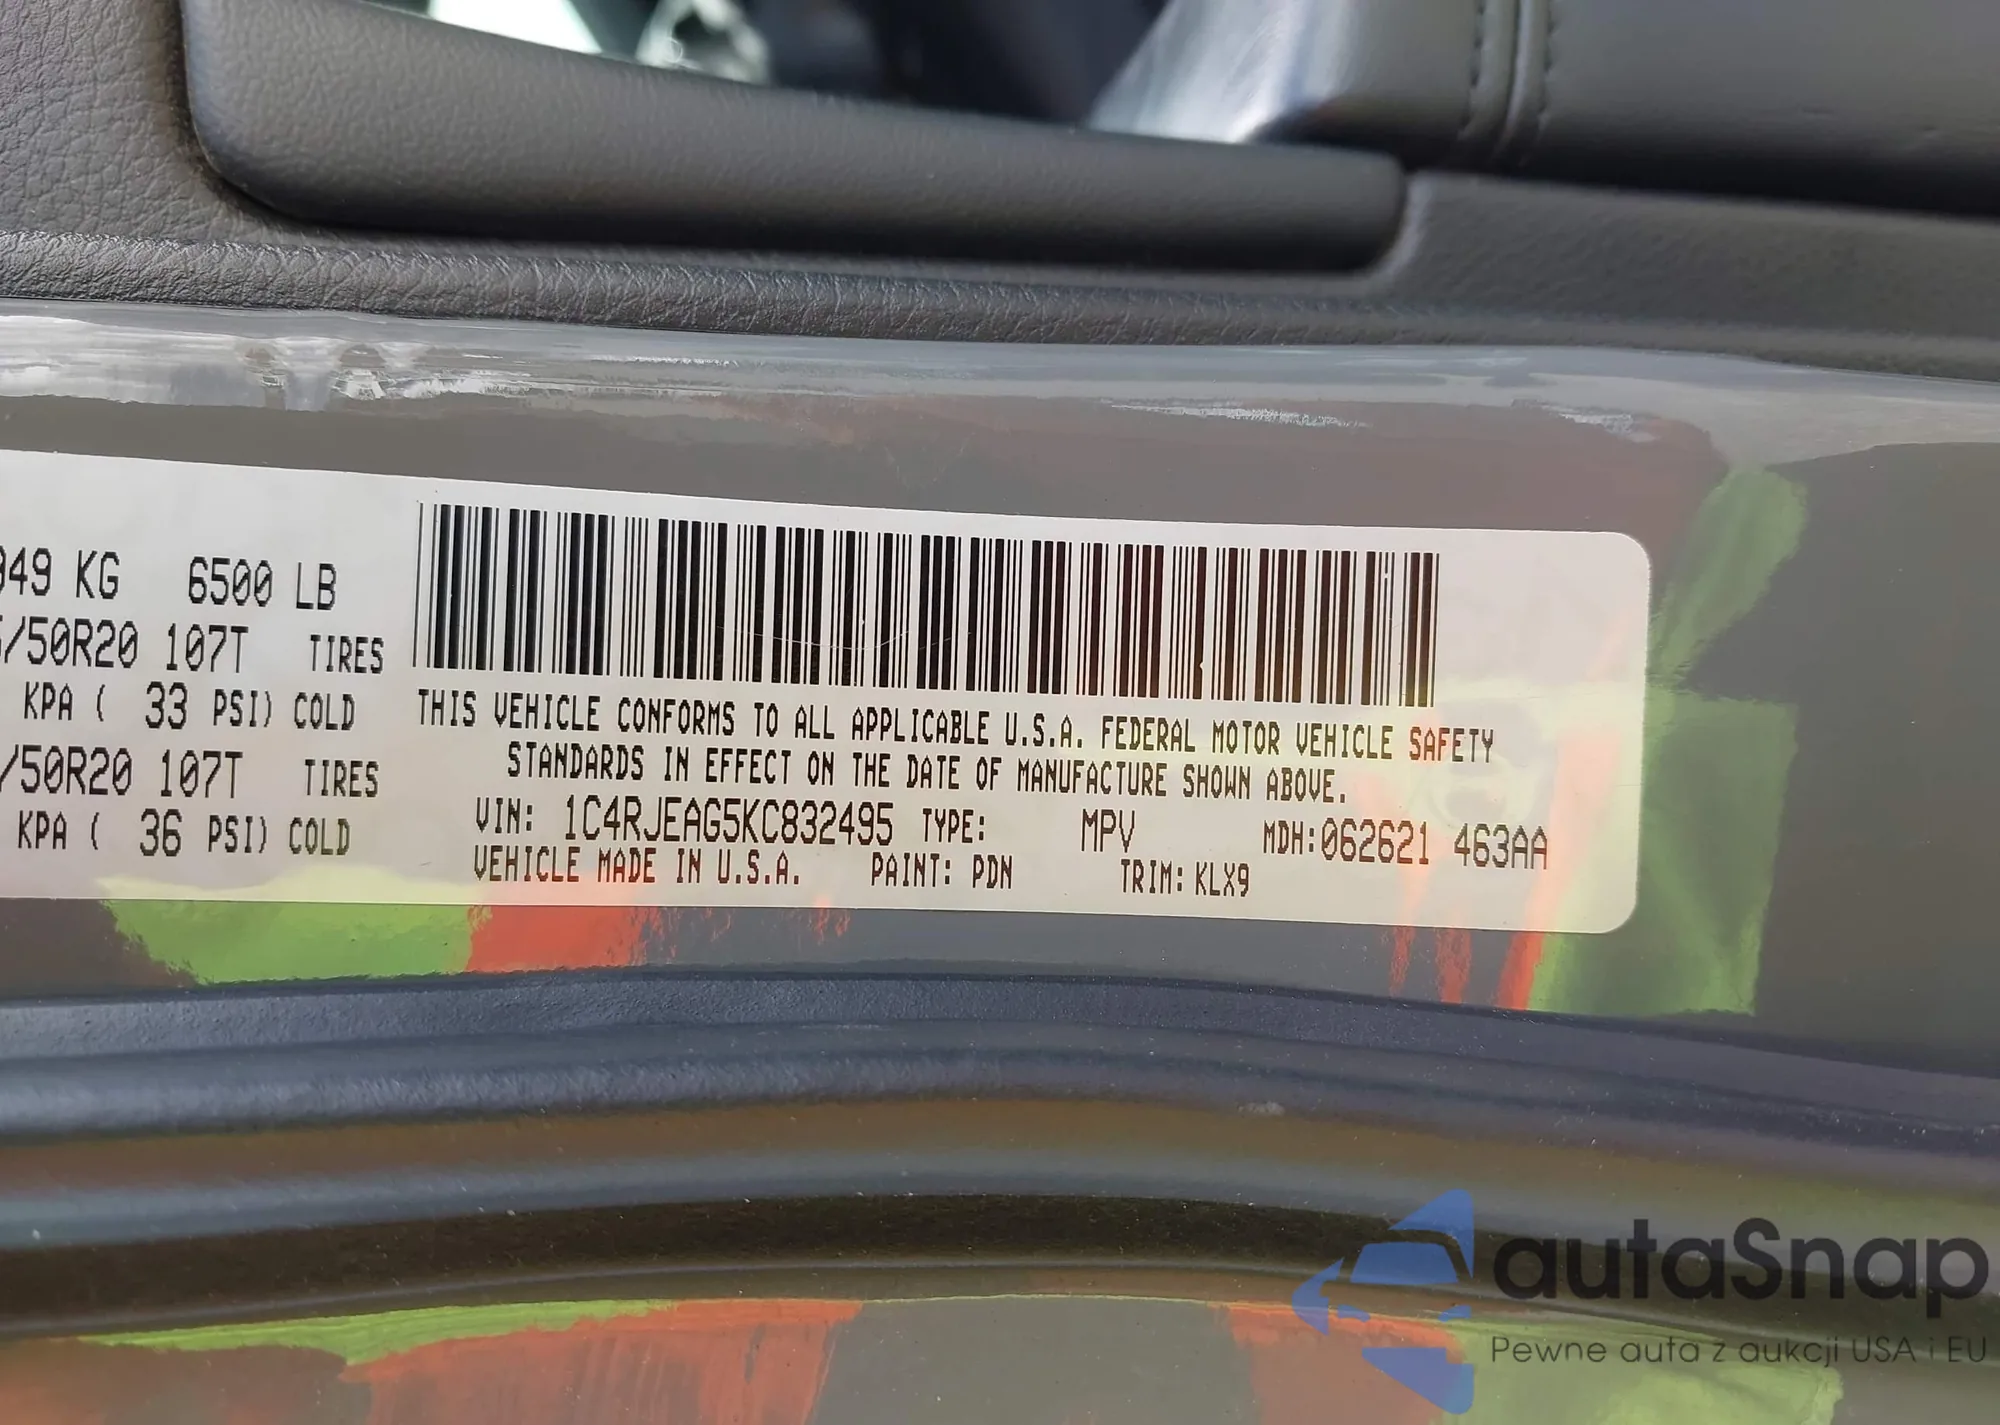 949 KG 6500 LB
/50R20 107T TIRES
KPA ( 33 PSI) COLD
/50R20 107T TIRES
KPA ( 36 PSI) COLD
THIS VEHICLE CONFORMS TO ALL APPLICABLE U.S.A. FEDERAL MOTOR VEHICLE SAFETY
STANDARDS IN EFFECT ON THE DATE OF MANUFACTURE SHOWN ABOVE.
VIN: 1C4RJEAG5KC832495 TYPE: MPV MDH:062621 463AA
VEHICLE MADE IN U.S.A. PAINT: PDN TRIM: KLX9
autaSnap
Pewne auta z aukcji USA i EU